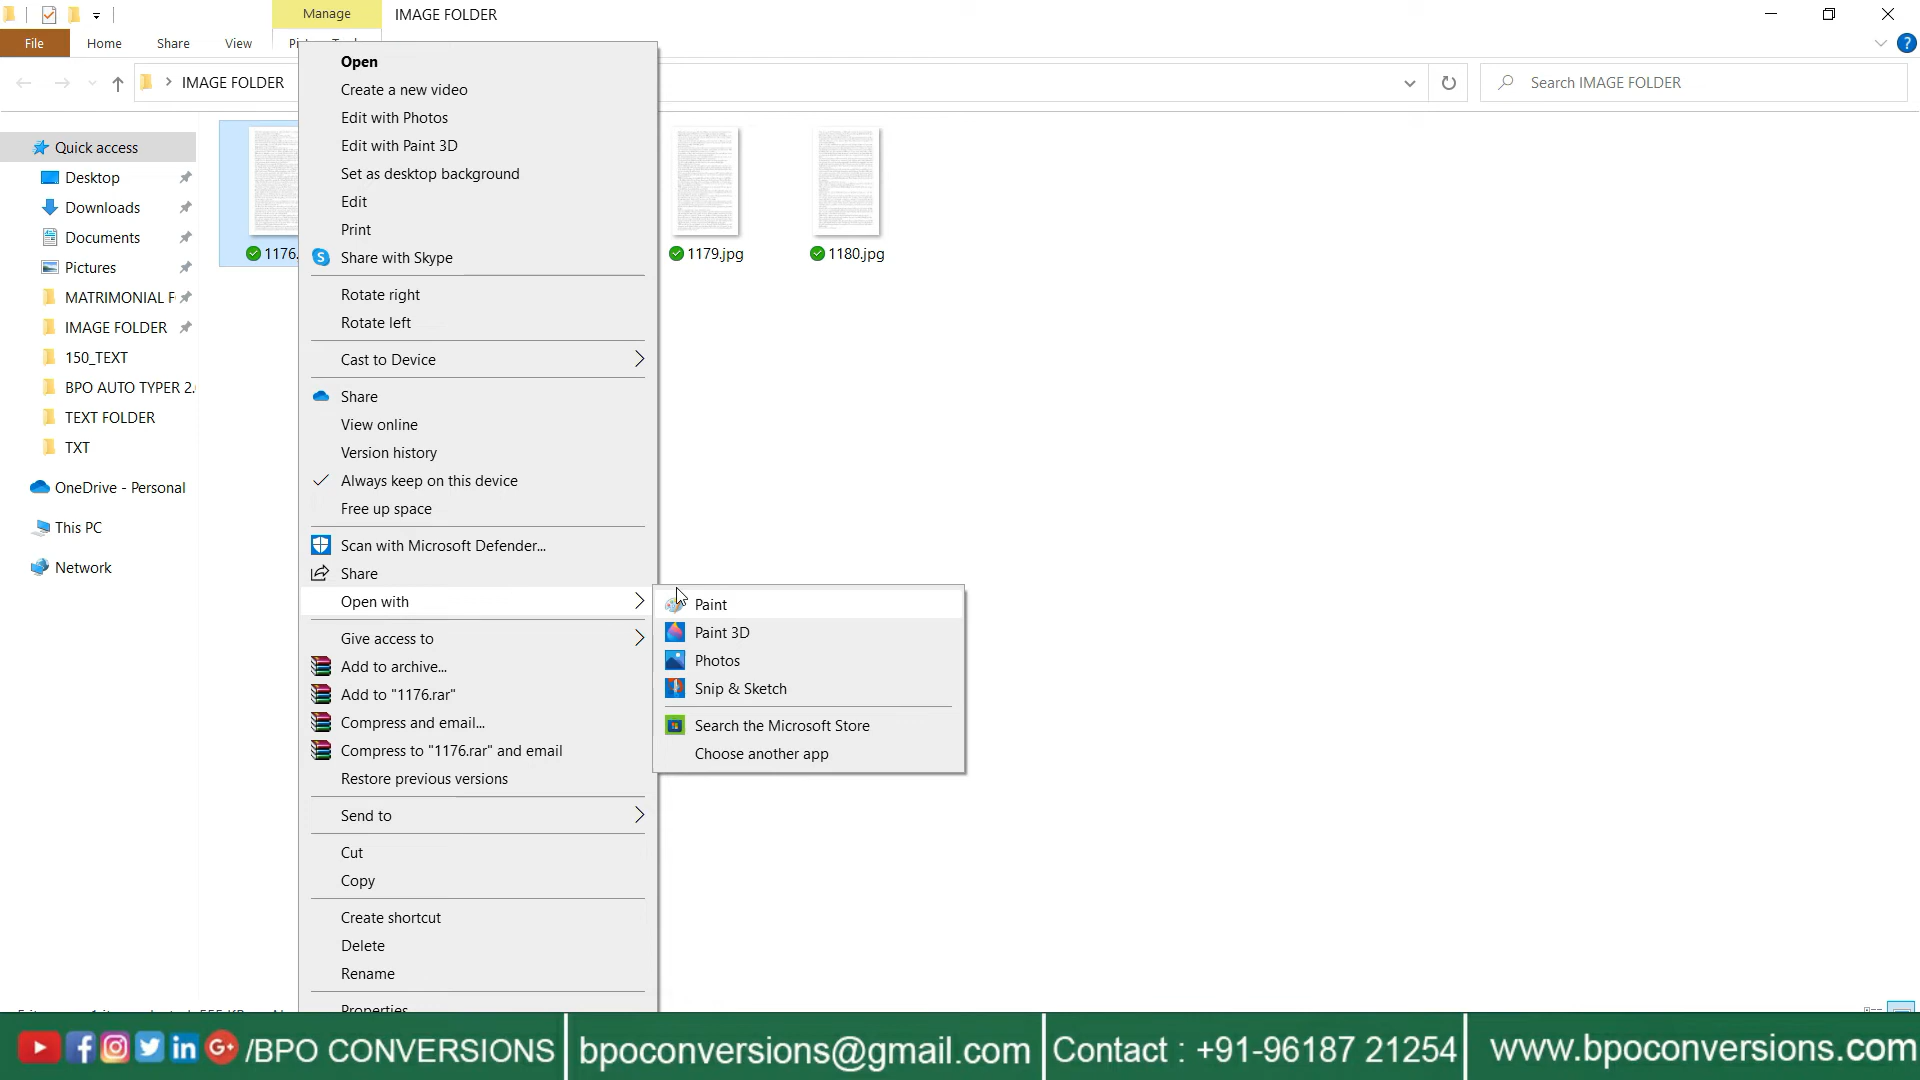 Manage
IMAGE FOLDER
File
Home
Share
View
IMAGE FOLDER
Search IMAGE FOLDER
Quick access
Desktop
Downloads
Documents
Pictures
MATRIMONIAL F
IMAGE FOLDER
150_TEXT
BPO AUTO TYPER 2.
TEXT FOLDER
TXT
OneDrive - Personal
This PC
Network
1176.
1179.jpg
1180.jpg
Open
Create a new video
Edit with Photos
Edit with Paint 3D
Set as desktop background
Edit
Print
Share with Skype
Rotate right
Rotate left
Cast to Device
Share
View online
Version history
Always keep on this device
Free up space
Scan with Microsoft Defender...
Share
Open with
Give access to
Add to archive...
Add to "1176.rar"
Compress and email...
Compress to "1176.rar" and email
Restore previous versions
Send to
Cut
Copy
Create shortcut
Delete
Rename
Properties
Paint
Paint 3D
Photos
Snip & Sketch
Search the Microsoft Store
Choose another app
/BPO CONVERSIONS
bpoconversions@gmail.com
Contact : +91-96187 21254
www.bpoconversions.com